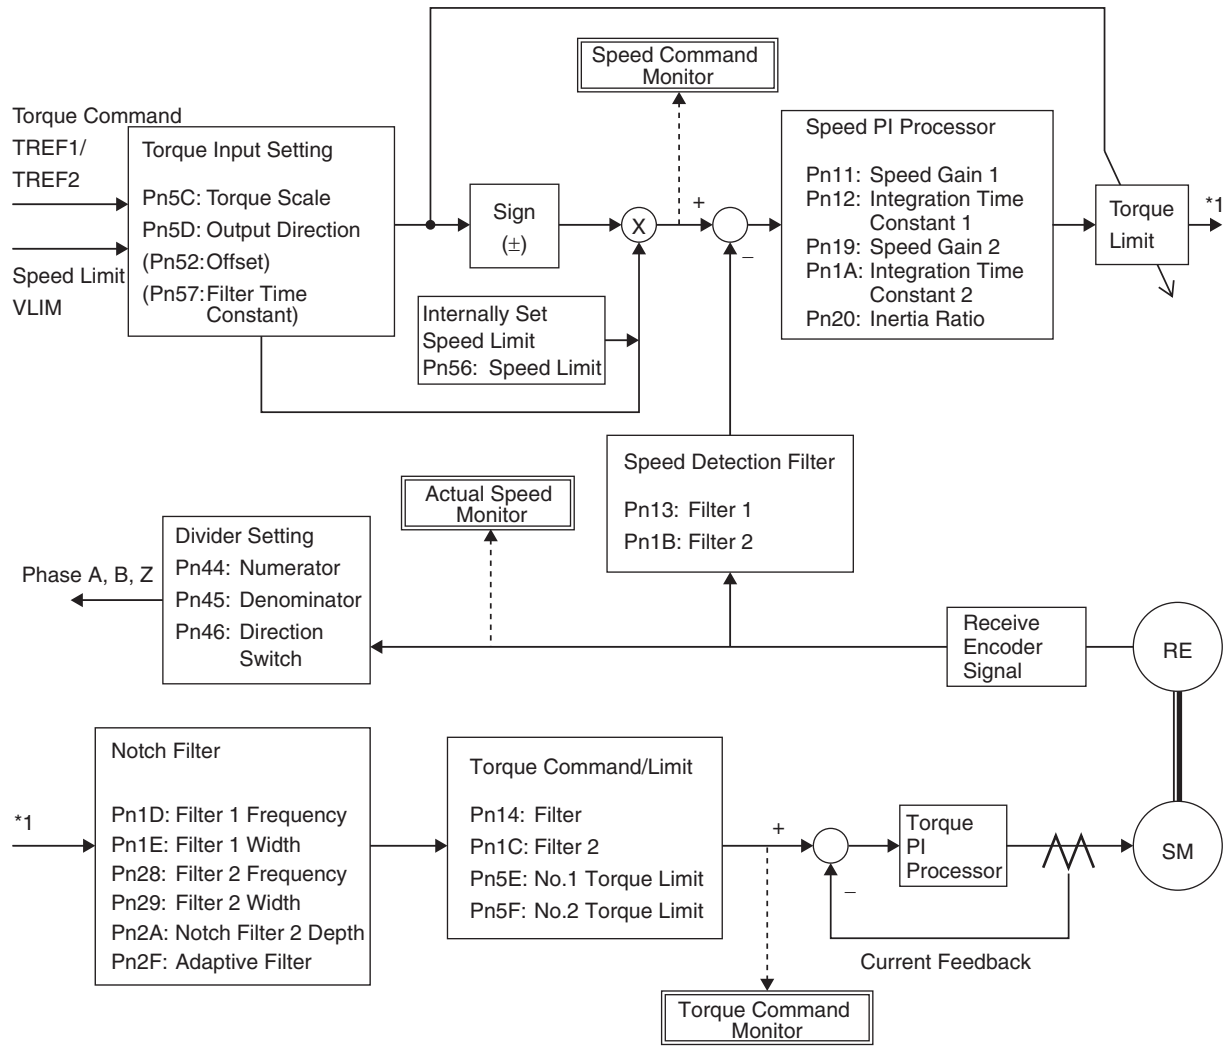 Speed Command
Monitor
Torque Command
TREF1/
TREF2
Speed Limit
VLIM
Torque Input Setting
Pn5C: Torque Scale
Pn5D: Output Direction
(Pn52: Offset)
(Pn57: Filter Time
Constant)
Sign
(±)
X
+
−
Internally Set
Speed Limit
Pn56: Speed Limit
Speed PI Processor
Pn11: Speed Gain 1
Pn12: Integration Time
Constant 1
Pn19: Speed Gain 2
Pn1A: Integration Time
Constant 2
Pn20: Inertia Ratio
Torque
Limit
*1
Speed Detection Filter
Pn13: Filter 1
Pn1B: Filter 2
Actual Speed
Monitor
Divider Setting
Pn44: Numerator
Pn45: Denominator
Pn46: Direction
Switch
Phase A, B, Z
Receive
Encoder
Signal
RE
*1
Notch Filter
Pn1D: Filter 1 Frequency
Pn1E: Filter 1 Width
Pn28: Filter 2 Frequency
Pn29: Filter 2 Width
Pn2A: Notch Filter 2 Depth
Pn2F: Adaptive Filter
Torque Command/Limit
Pn14: Filter
Pn1C: Filter 2
Pn5E: No.1 Torque Limit
Pn5F: No.2 Torque Limit
+
−
Torque
PI
Processor
SM
Current Feedback
Torque Command
Monitor